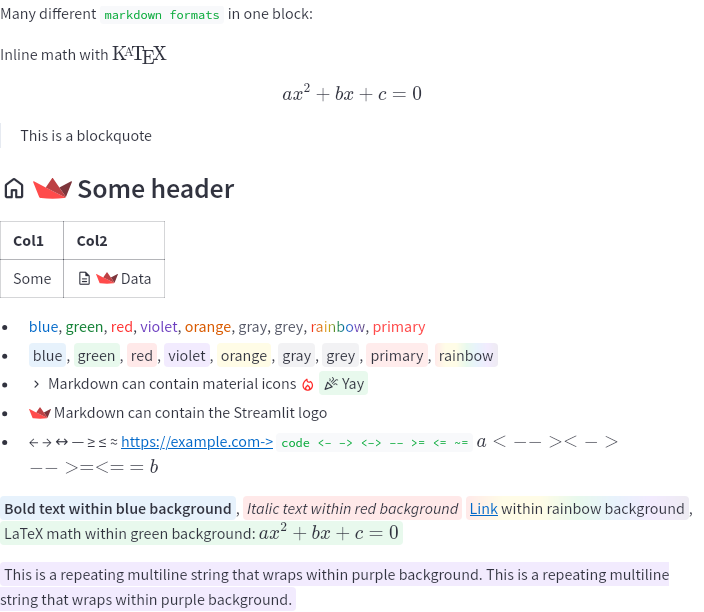 Many different markdown formats in one block:
Inline math with KATEX
ax² + bx + c = 0
This is a blockquote
Some header
Col1 Col2
Some Data
blue, green, red, violet, orange, gray, grey, rainbow, primary
blue , green , red , violet , orange , gray , grey , primary , rainbow
Markdown can contain material icons Yay
Markdown can contain the Streamlit logo
← → ↔ — ≥ ≤ ≈ https://example.com-> code <- -> <-> -- >= <= ~= a < −− >< − >
−− >=<= = b
Bold text within blue background , Italic text within red background Link within rainbow background ,
LaTeX math within green background: ax² + bx + c = 0
This is a repeating multiline string that wraps within purple background. This is a repeating multiline
string that wraps within purple background.